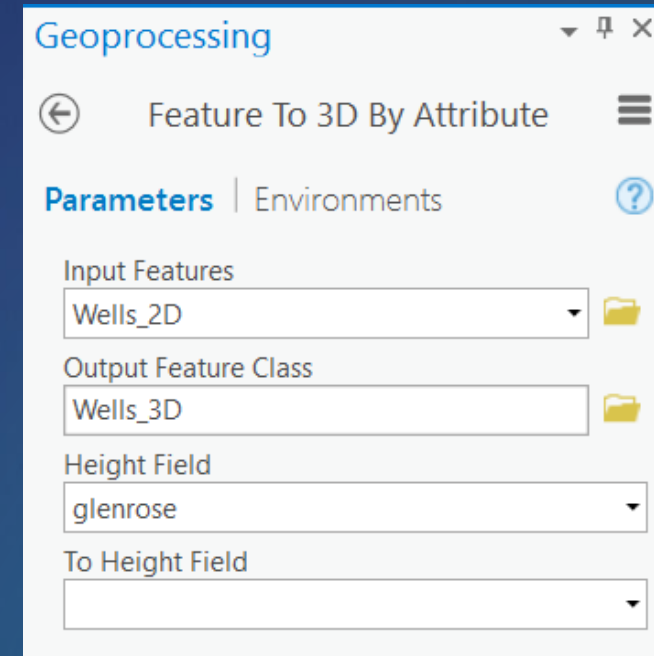 Geoprocessing
Feature To 3D By Attribute
Parameters | Environments
?
Input Features
Wells_2D
Output Feature Class
Wells_3D
Height Field
glenrose
To Height Field